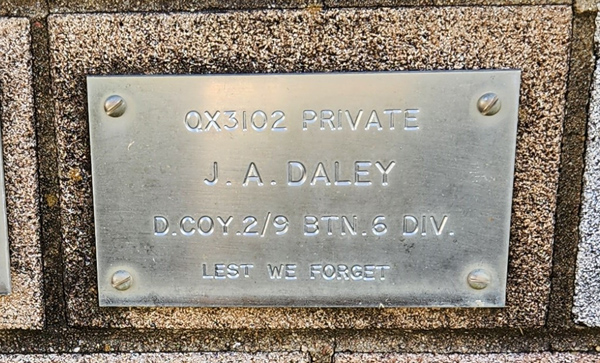 QX3102 PRIVATE
J. A. DALEY
D.COY.2/9 BTN.6 DIV.
LEST WE FORGET